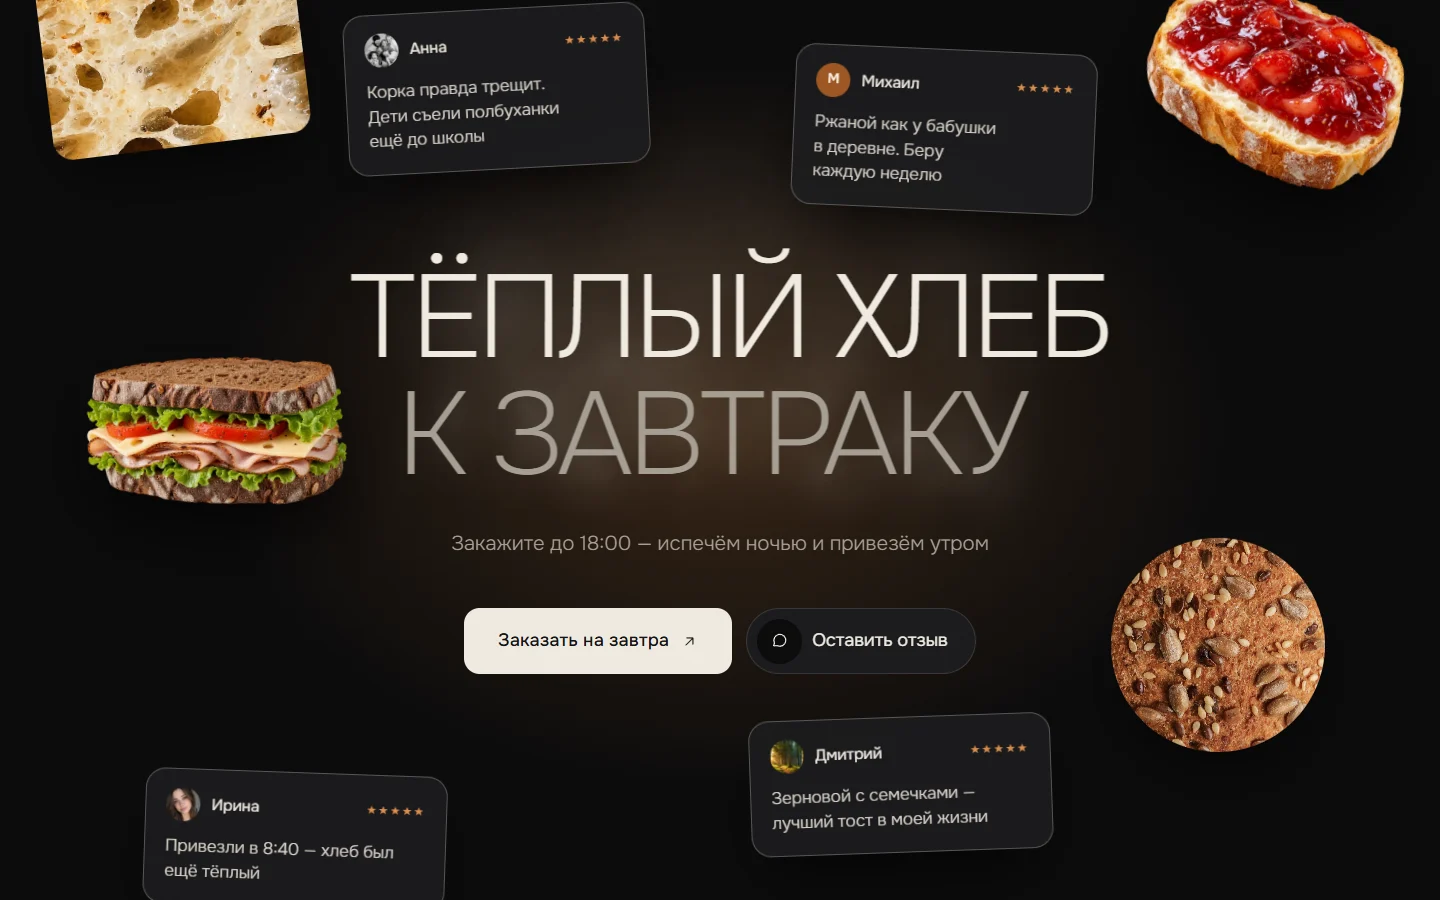 Анна
★★★★★
Корка правда трещит.
Дети съели полбуханки
ещё до школы
М
Михаил
★★★★★
Ржаной как у бабушки
в деревне. Беру
каждую неделю
ТЁПЛЫЙ ХЛЕБ
К ЗАВТРАКУ
Закажите до 18:00 — испечём ночью и привезём утром
Заказать на завтра ↗
Оставить отзыв
Дмитрий
★★★★★
Зерновой с семечками —
лучший тост в моей жизни
Ирина
★★★★★
Привезли в 8:40 — хлеб был
ещё тёплый